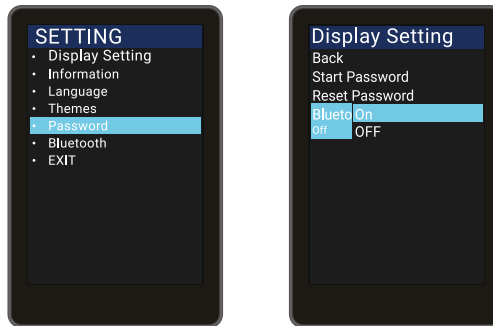 SETTING
• Display Setting
• Information
• Language
• Themes
• Password
• Bluetooth
• EXIT
Display Setting
Back
Start Password
Reset Password
Blueto On
Off OFF